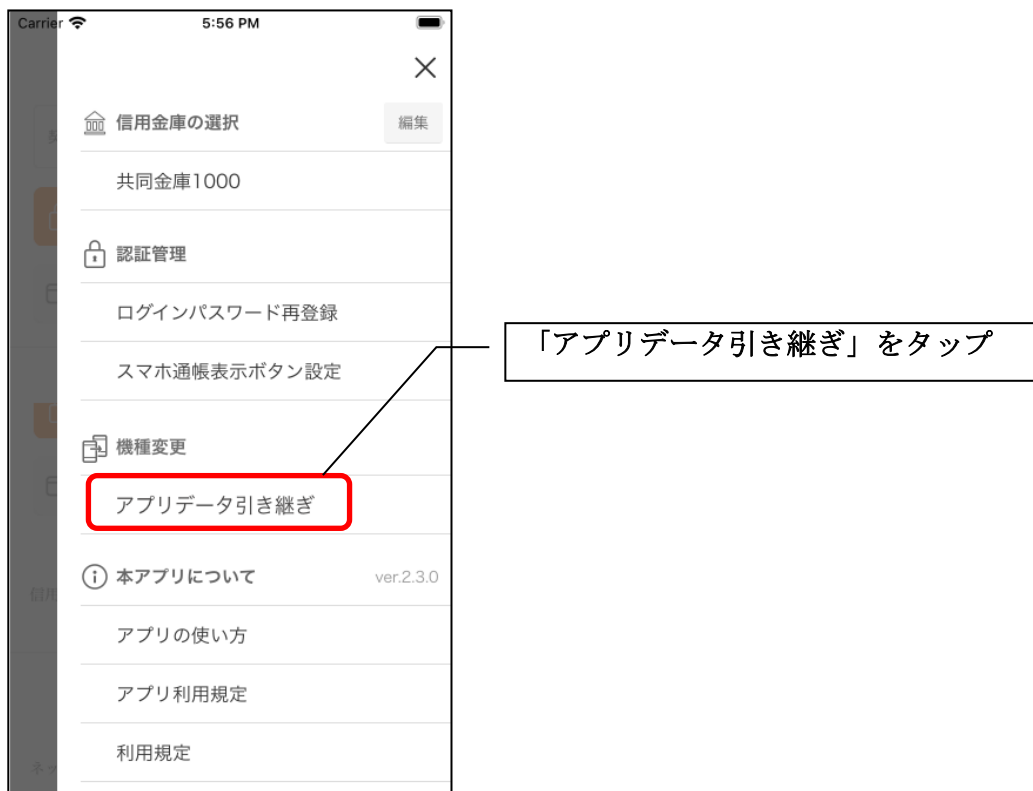 Carrier 5:56 PM
信用金庫の選択 編集
共同金庫1000
認証管理
ログインパスワード再登録
スマホ通帳表示ボタン設定
機種変更
アプリデータ引き継ぎ
本アプリについて ver.2.3.0
アプリの使い方
アプリ利用規定
利用規定
「アプリデータ引き継ぎ」をタップ
信用
ネッ